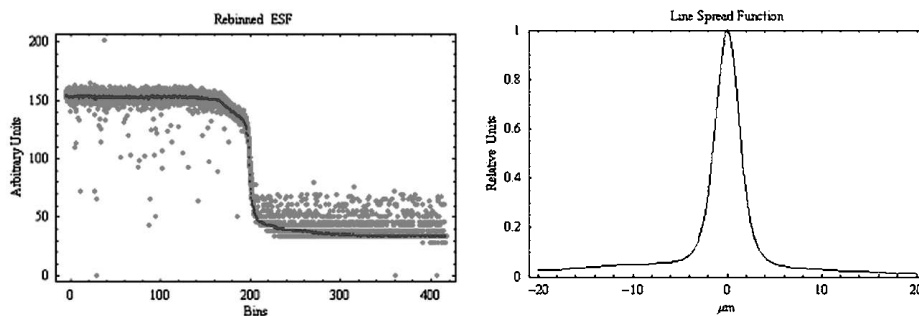 Rebinned ESF
Arbitrary Units
200
150
100
50
0
0 100 200 300 400
Bins
Line Spread Function
Relative Units
1
0.8
0.6
0.4
0.2
0
-20 -10 0 10 20
μm